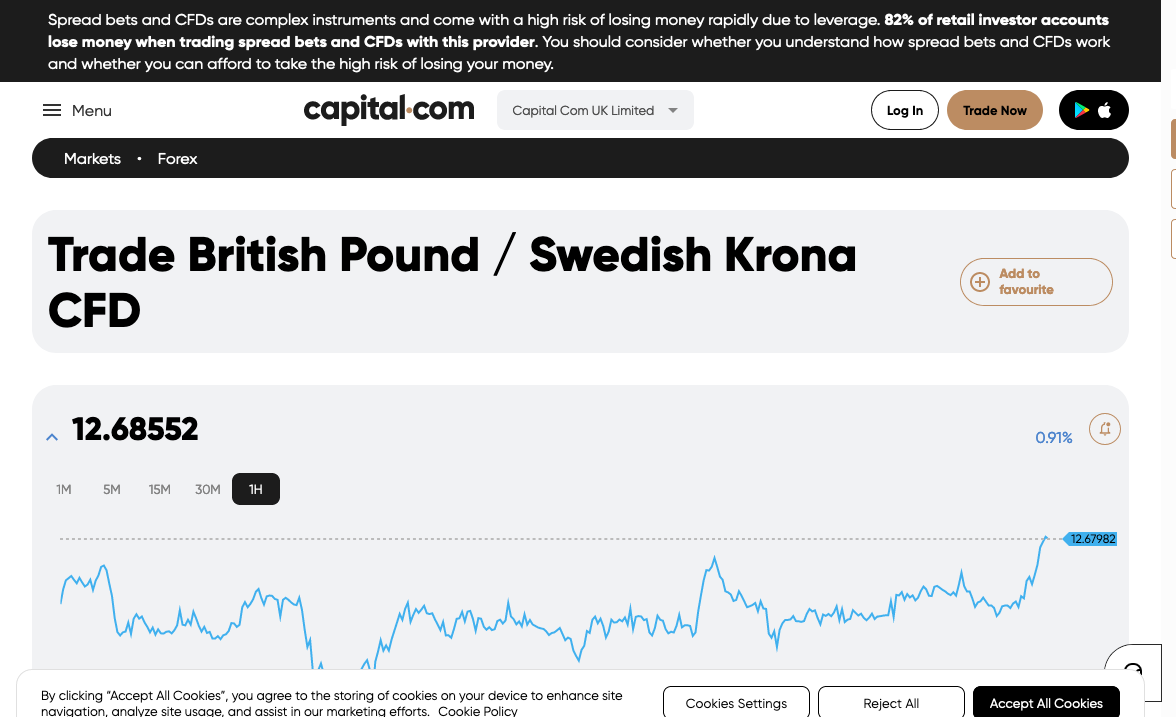 Spread bets and CFDs are complex instruments and come with a high risk of losing money rapidly due to leverage. 82% of retail investor accounts
lose money when trading spread bets and CFDs with this provider. You should consider whether you understand how spread bets and CFDs work
and whether you can afford to take the high risk of losing your money.
Menu
capital.com
Capital Com UK Limited
Log In
Trade Now
Markets • Forex
Trade British Pound / Swedish Krona
CFD
Add to
favourite
12.68552
0.91%
1M 5M 15M 30M 1H
12.67982
By clicking “Accept All Cookies”, you agree to the storing of cookies on your device to enhance site
navigation, analyze site usage, and assist in our marketing efforts. Cookie Policy
Cookies Settings
Reject All
Accept All Cookies